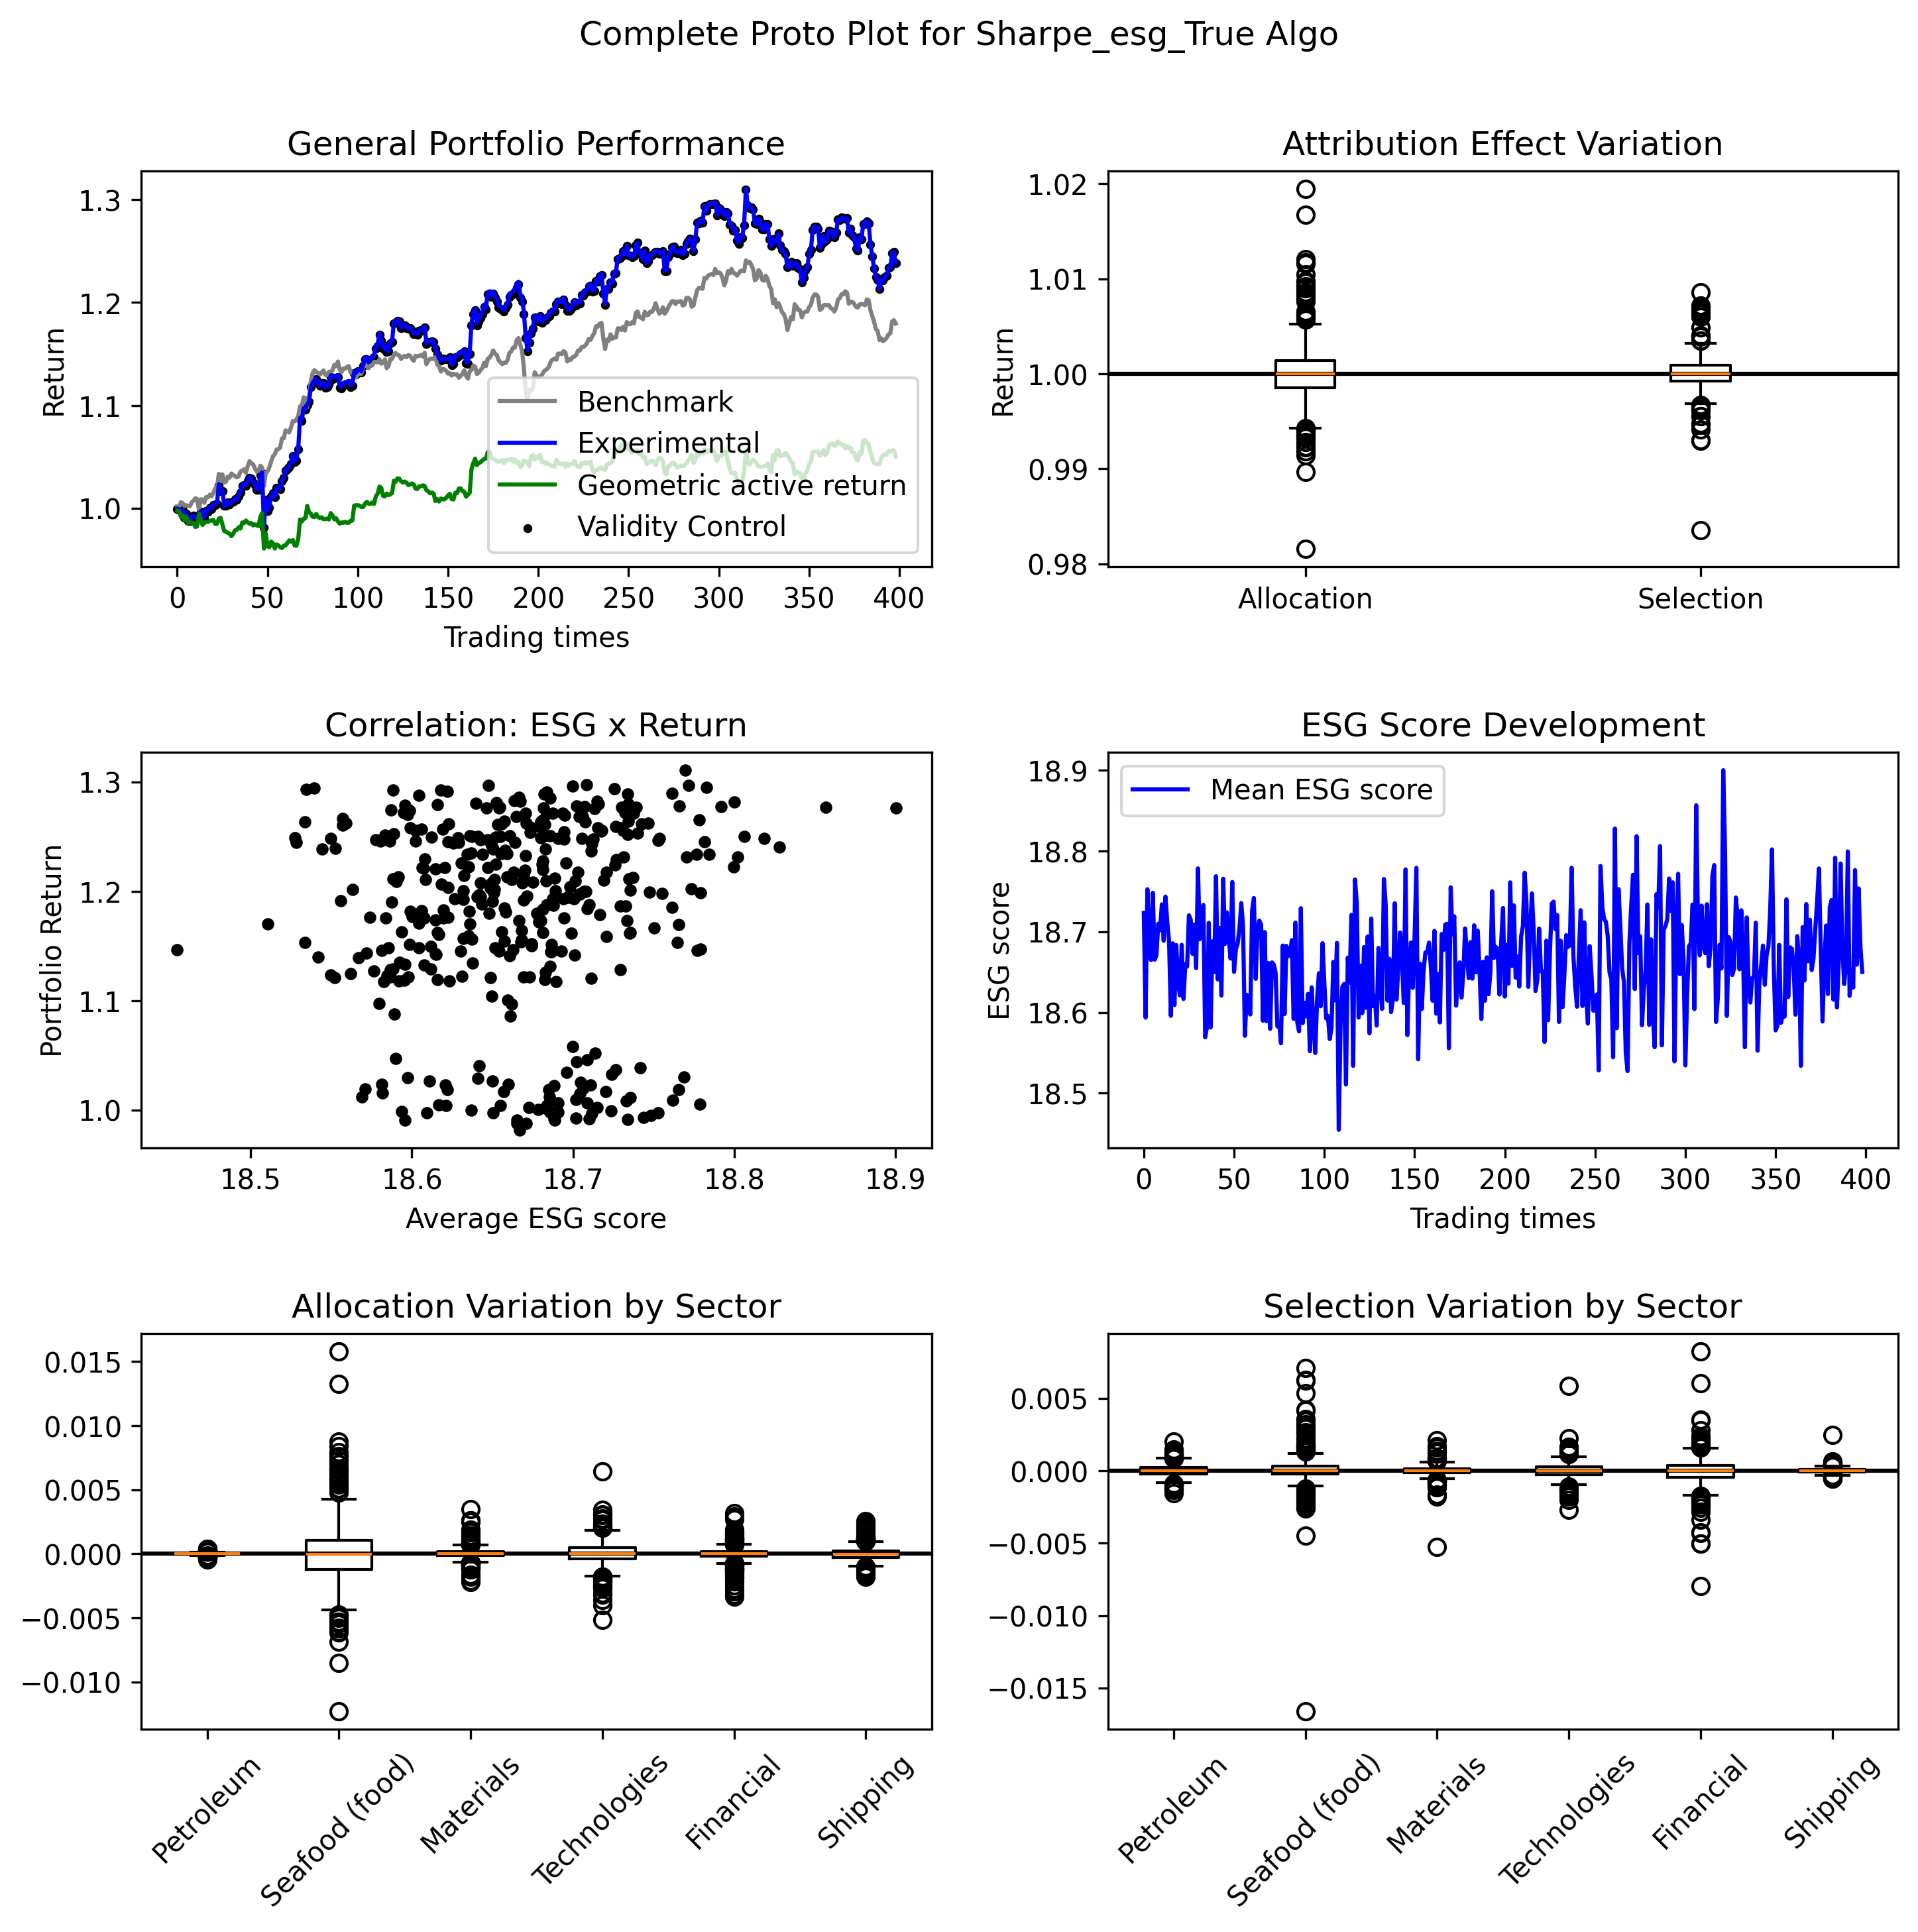 Complete Proto Plot for Sharpe_esg_True Algo
General Portfolio Performance
Return
1.3
1.2
1.1
1.0
Benchmark
Experimental
Geometric active return
Validity Control
0 50 100 150 200 250 300 350 400
Trading times
Attribution Effect Variation
Return
1.02
1.01
1.00
0.99
0.98
Allocation Selection
Correlation: ESG x Return
Portfolio Return
1.3
1.2
1.1
1.0
18.5 18.6 18.7 18.8 18.9
Average ESG score
ESG Score Development
ESG score
18.9
18.8
18.7
18.6
18.5
Mean ESG score
0 50 100 150 200 250 300 350 400
Trading times
Allocation Variation by Sector
0.015
0.010
0.005
0.000
−0.005
−0.010
Petroleum
Seafood (food)
Materials
Technologies
Financial
Shipping
Selection Variation by Sector
0.005
0.000
−0.005
−0.010
−0.015
Petroleum
Seafood (food)
Materials
Technologies
Financial
Shipping